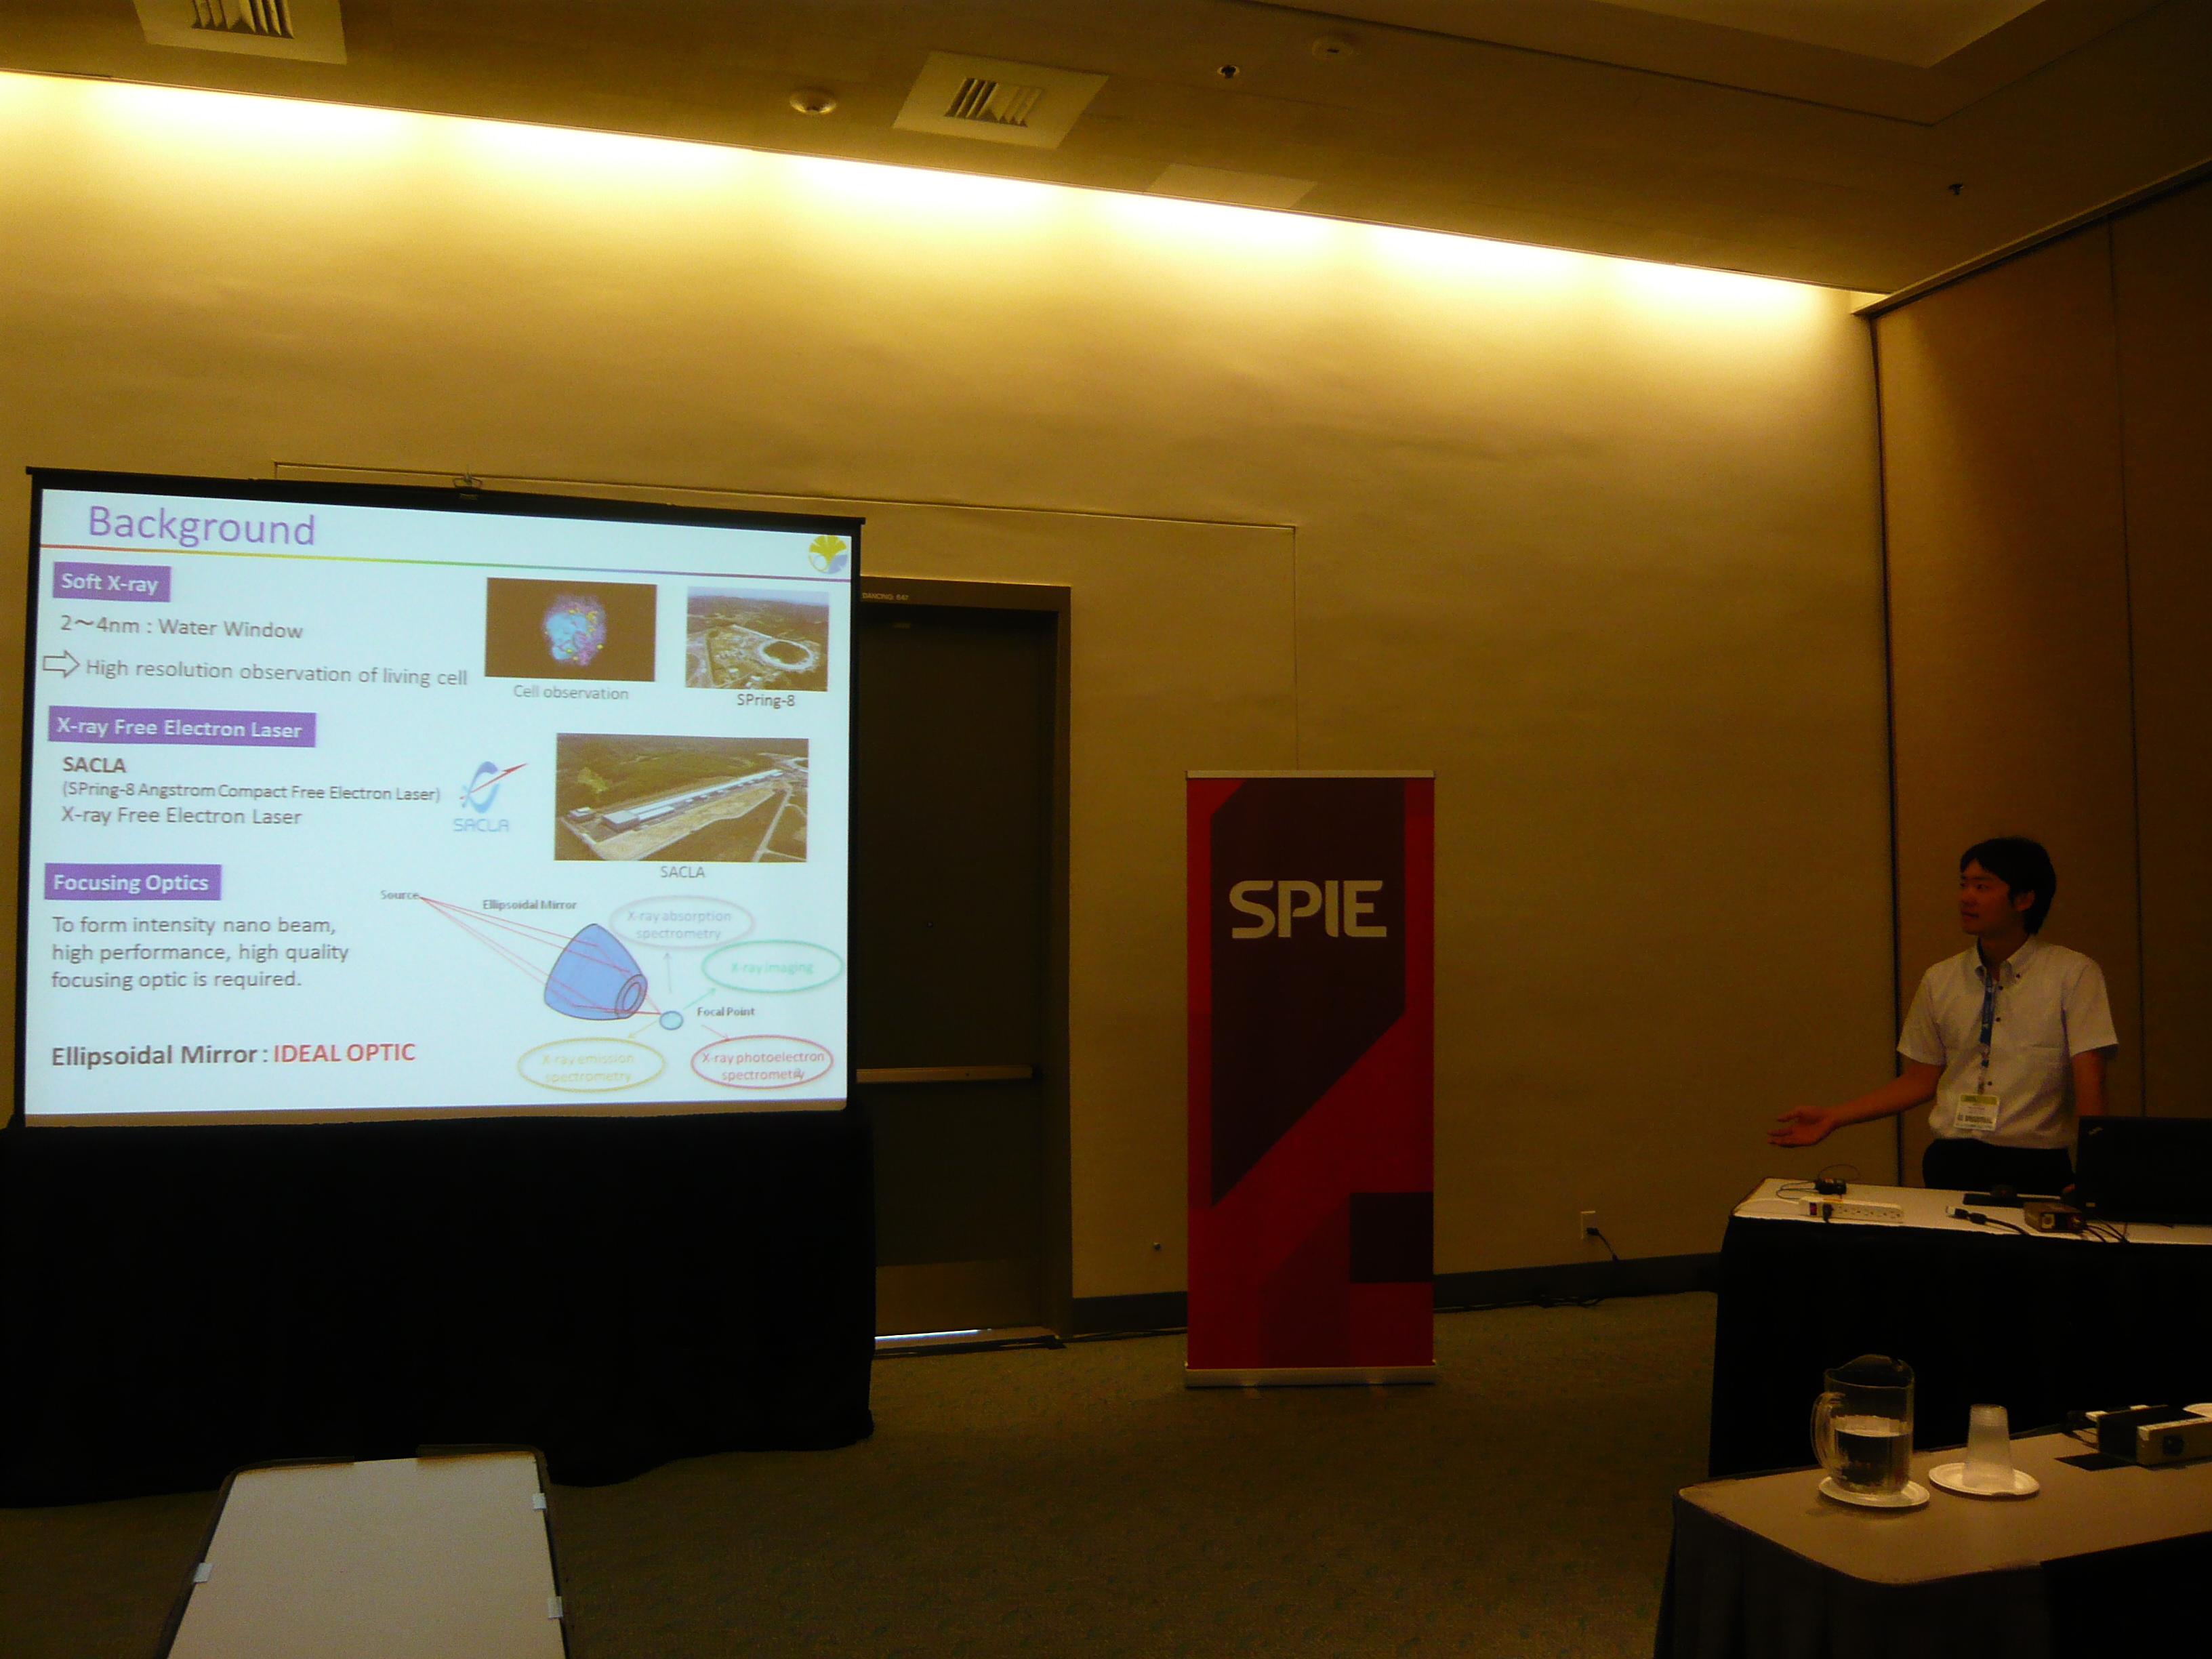 Background
Soft X-ray
2～4nm : Water Window
High resolution observation of living cell
Cell observation
SPring-8
X-ray Free Electron Laser
SACLA
(SPring-8 Angstrom Compact Free Electron Laser)
X-ray Free Electron Laser
SACLA
SACLA
Focusing Optics
To form intensity nano beam,
high performance, high quality
focusing optic is required.
Source
Ellipsoidal Mirror
X-ray absorption
spectrometry
X-ray imaging
Focal Point
X-ray emission
spectrometry
X-ray photoelectron
spectrometry
Ellipsoidal Mirror : IDEAL OPTIC
SPIE